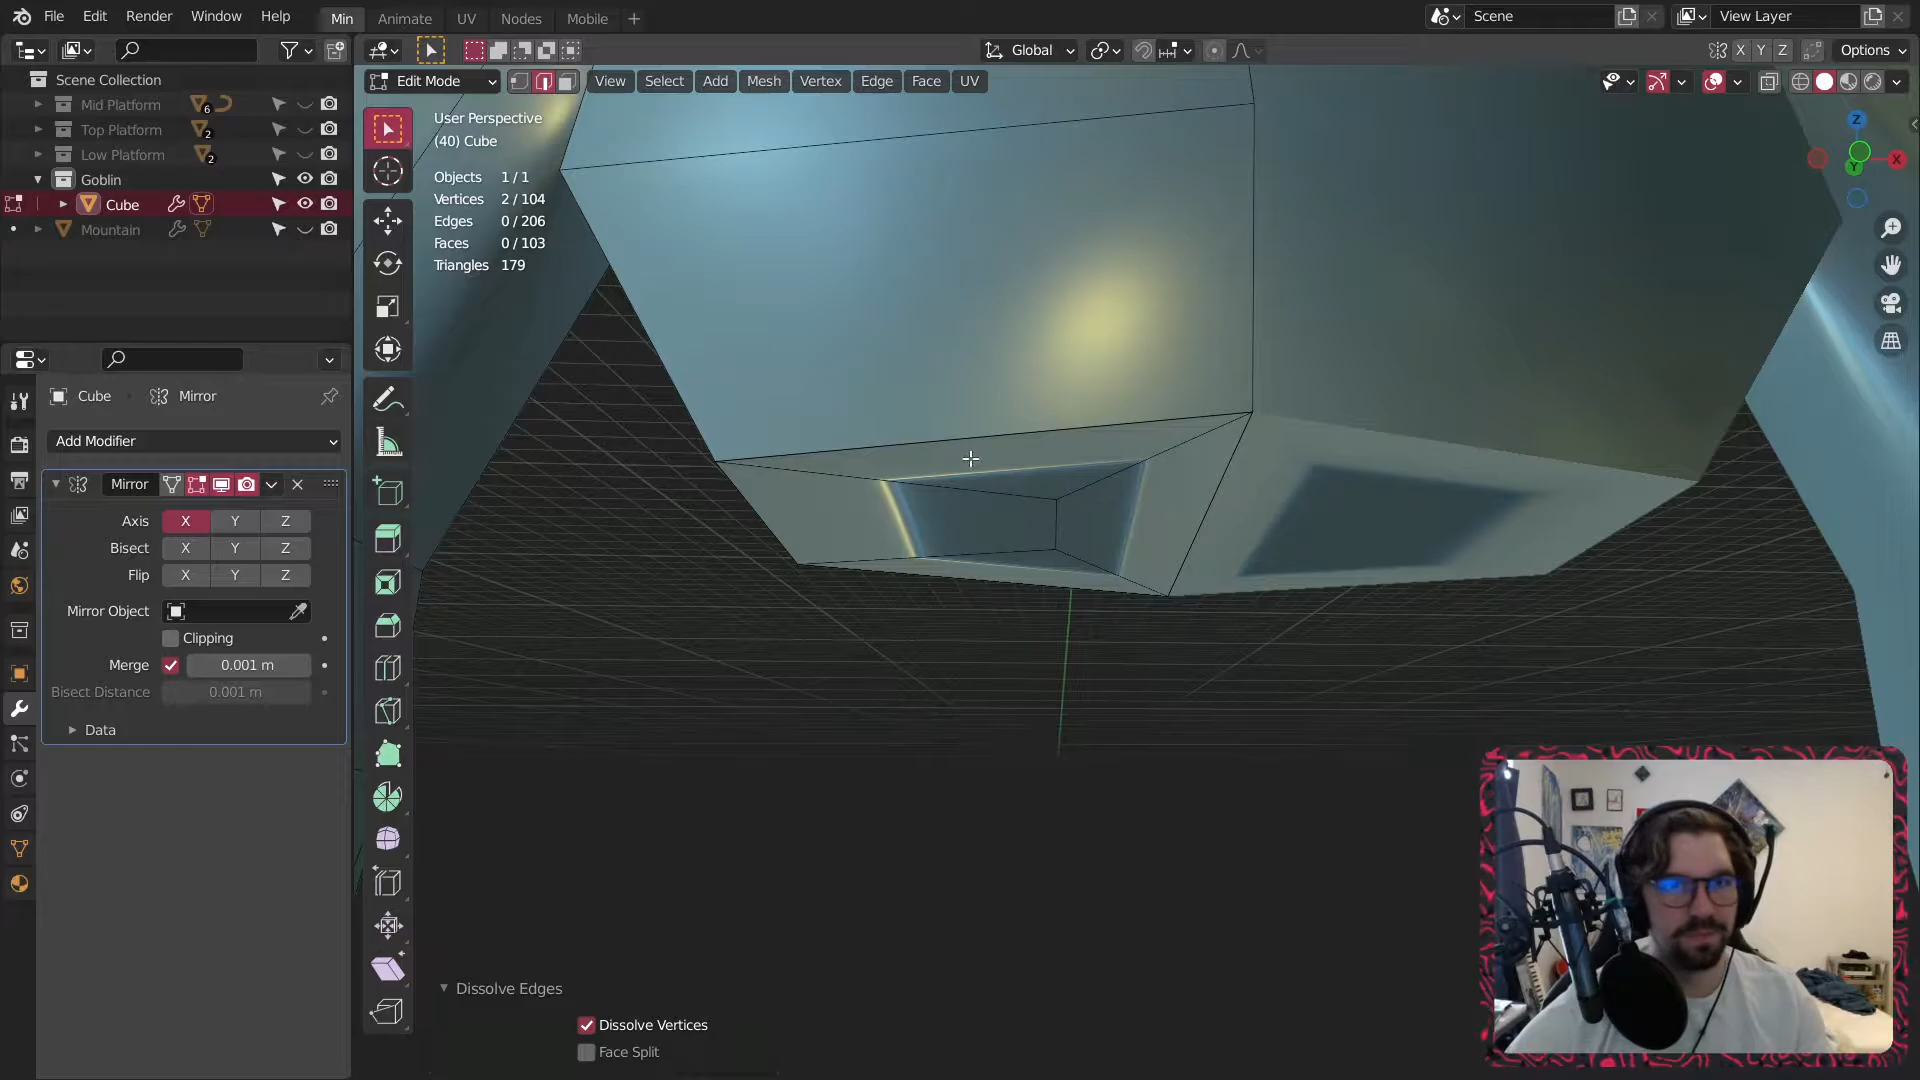 File Edit Render Window Help Min Animate UV Nodes Mobile + Scene View Layer
Global X Y Z Options
Edit Mode View Select Add Mesh Vertex Edge Face UV
Scene Collection
Mid Platform 6
Top Platform 2
Low Platform 2
Goblin
Cube
Mountain
User Perspective
(40) Cube
Objects 1 / 1
Vertices 2 / 104
Edges 0 / 206
Faces 0 / 103
Triangles 179
Z
X
Y
Cube Mirror
Add Modifier
Mirror
Axis X Y Z
Bisect X Y Z
Flip X Y Z
Mirror Object
Clipping
Merge 0.001 m
Bisect Distance 0.001 m
Data
Dissolve Edges
Dissolve Vertices
Face Split